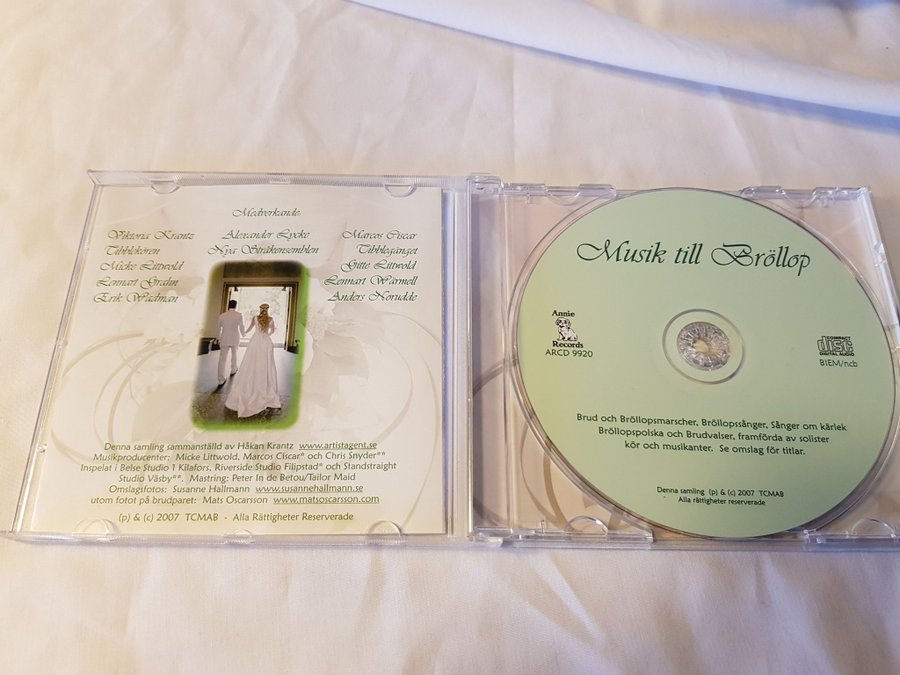 Medverkande
Viktoria Krantz Alexander Lycke Marcos Ciscar
Tibblekören Nya Stråkensemblen Tibblegänget
Micke Littwold Gitte Littwold
Lennart Grahn Lennart Wärmell
Erik Wadman Anders Norudde
Denna samling sammanställd av Håkan Krantz www.artistagent.se
Musikproducenter; Micke Littwold, Marcos Ciscar* och Chris Snyder**
Inspelat i Belse Studio 1 Kilafors, Riverside Studio Filipstad* och Standstraight
Studio Väsby**. Mastring: Peter In de Betou/Tailor Maid
Omslagsfotos: Susanne Hallmann www.susannehallmann.se
utom fotot på brudparet: Mats Oscarsson www.matsoscarsson.com
(p) & (c) 2007 TCMAB - Alla Rättigheter Reserverade
Musik till Bröllop
Annie
Records
ARCD 9920
COMPACT
disc
DIGITAL AUDIO
BIEM/ncb
Brud och Bröllopsmarscher, Bröllopssånger, Sånger om kärlek
Bröllopspolska och Brudvalser, framförda av solister
kör och musikanter. Se omslag för titlar.
Denna samling (p) & (c) 2007 TCMAB
Alla rättigheter reserverade